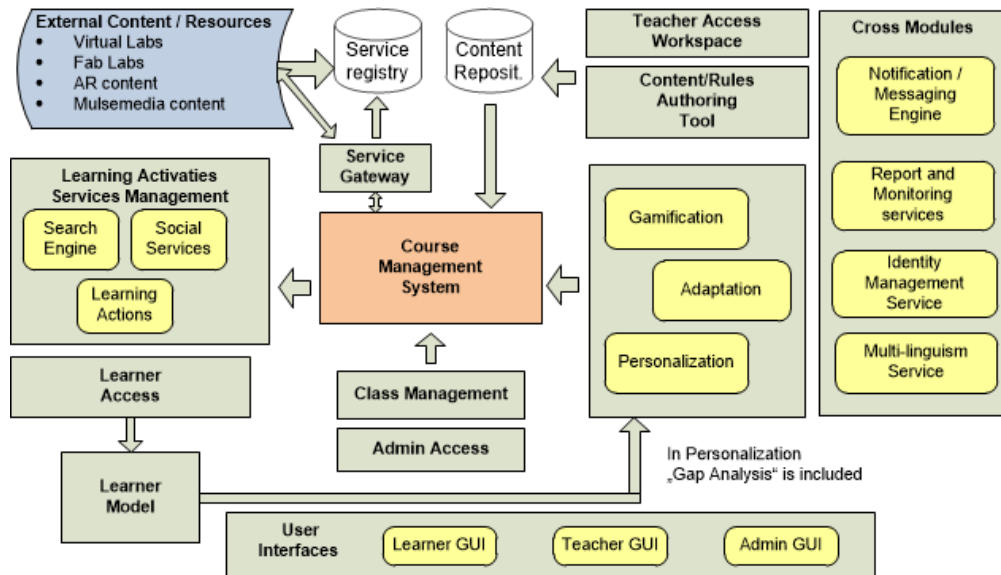 External Content / Resources
• Virtual Labs
• Fab Labs
• AR content
• Mulsemedia content
Service
registry
Content
Reposit.
Teacher Access
Workspace
Content/Rules
Authoring
Tool
Cross Modules
Notification /
Messaging
Engine
Report and
Monitoring
services
Identity
Management
Service
Multi-linguism
Service
Service
Gateway
Learning Activaties
Services Management
Search
Engine
Social
Services
Learning
Actions
Course
Management
System
Gamification
Adaptation
Personalization
Learner
Access
Class Management
Admin Access
Learner
Model
In Personalization
„Gap Analysis“ is included
User
Interfaces
Learner GUI
Teacher GUI
Admin GUI